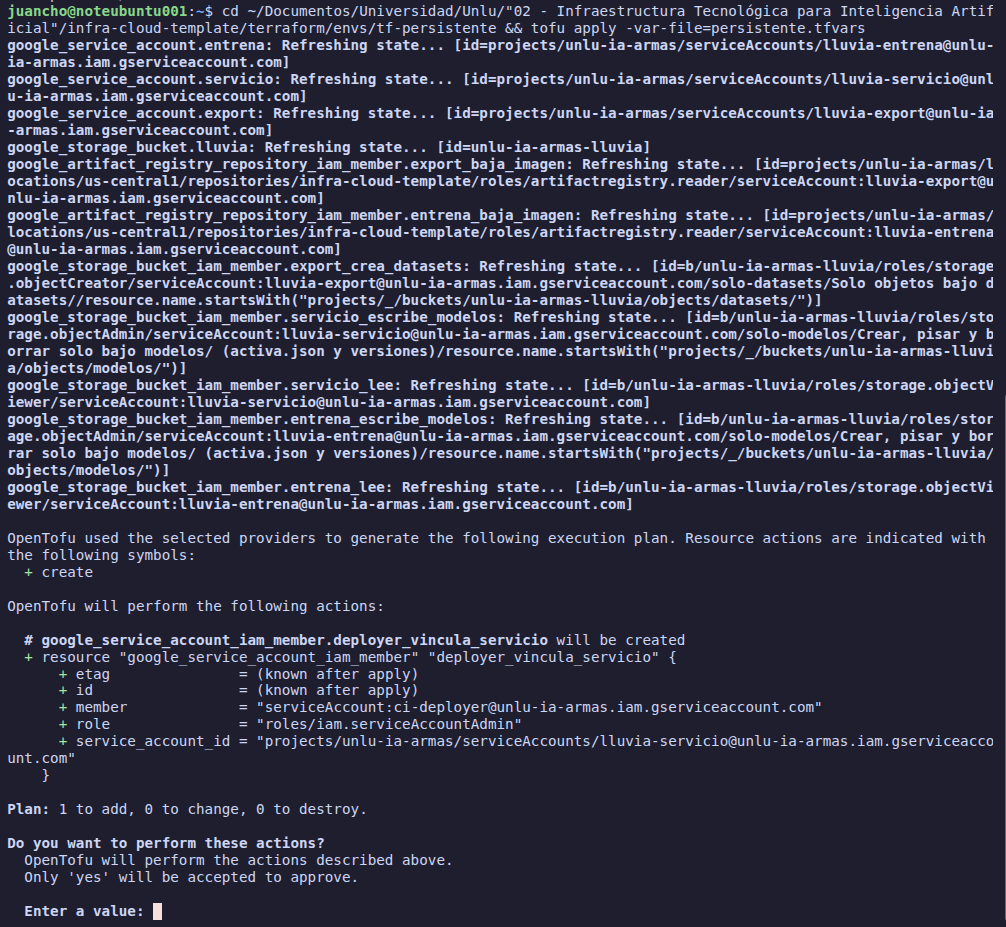 juancho@noteubuntu001:~$ cd ~/Documentos/Universidad/Unlu/"02 - Infraestructura Tecnológica para Inteligencia Artif
icial"/infra-cloud-template/terraform/envs/tf-persistente && tofu apply -var-file=persistente.tfvars
google_service_account.entrena: Refreshing state... [id=projects/unlu-ia-armas/serviceAccounts/lluvia-entrena@unlu-
ia-armas.iam.gserviceaccount.com]
google_service_account.servicio: Refreshing state... [id=projects/unlu-ia-armas/serviceAccounts/lluvia-servicio@unl
u-ia-armas.iam.gserviceaccount.com]
google_service_account.export: Refreshing state... [id=projects/unlu-ia-armas/serviceAccounts/lluvia-export@unlu-ia
-armas.iam.gserviceaccount.com]
google_storage_bucket.lluvia: Refreshing state... [id=unlu-ia-armas-lluvia]
google_artifact_registry_repository_iam_member.export_baja_imagen: Refreshing state... [id=projects/unlu-ia-armas/l
ocations/us-central1/repositories/infra-cloud-template/roles/artifactregistry.reader/serviceAccount:lluvia-export@u
nlu-ia-armas.iam.gserviceaccount.com]
google_artifact_registry_repository_iam_member.entrena_baja_imagen: Refreshing state... [id=projects/unlu-ia-armas/
locations/us-central1/repositories/infra-cloud-template/roles/artifactregistry.reader/serviceAccount:lluvia-entrena
@unlu-ia-armas.iam.gserviceaccount.com]
google_storage_bucket_iam_member.export_crea_datasets: Refreshing state... [id=b/unlu-ia-armas-lluvia/roles/storage
.objectCreator/serviceAccount:lluvia-export@unlu-ia-armas.iam.gserviceaccount.com/solo-datasets/Solo objetos bajo d
atasets//resource.name.startsWith("projects/_/buckets/unlu-ia-armas-lluvia/objects/datasets/")]
google_storage_bucket_iam_member.servicio_escribe_modelos: Refreshing state... [id=b/unlu-ia-armas-lluvia/roles/sto
rage.objectAdmin/serviceAccount:lluvia-servicio@unlu-ia-armas.iam.gserviceaccount.com/solo-modelos/Crear, pisar y b
orrar solo bajo modelos/ (activa.json y versiones)/resource.name.startsWith("projects/_/buckets/unlu-ia-armas-lluvi
a/objects/modelos/")]
google_storage_bucket_iam_member.servicio_lee: Refreshing state... [id=b/unlu-ia-armas-lluvia/roles/storage.objectV
iewer/serviceAccount:lluvia-servicio@unlu-ia-armas.iam.gserviceaccount.com]
google_storage_bucket_iam_member.entrena_escribe_modelos: Refreshing state... [id=b/unlu-ia-armas-lluvia/roles/stor
age.objectAdmin/serviceAccount:lluvia-entrena@unlu-ia-armas.iam.gserviceaccount.com/solo-modelos/Crear, pisar y bor
rar solo bajo modelos/ (activa.json y versiones)/resource.name.startsWith("projects/_/buckets/unlu-ia-armas-lluvia/
objects/modelos/")]
google_storage_bucket_iam_member.entrena_lee: Refreshing state... [id=b/unlu-ia-armas-lluvia/roles/storage.objectVi
ewer/serviceAccount:lluvia-entrena@unlu-ia-armas.iam.gserviceaccount.com]
OpenTofu used the selected providers to generate the following execution plan. Resource actions are indicated with
the following symbols:
+ create
OpenTofu will perform the following actions:
# google_service_account_iam_member.deployer_vincula_servicio will be created
+ resource "google_service_account_iam_member" "deployer_vincula_servicio" {
+ etag = (known after apply)
+ id = (known after apply)
+ member = "serviceAccount:ci-deployer@unlu-ia-armas.iam.gserviceaccount.com"
+ role = "roles/iam.serviceAccountAdmin"
+ service_account_id = "projects/unlu-ia-armas/serviceAccounts/lluvia-servicio@unlu-ia-armas.iam.gserviceacco
unt.com"
}
Plan: 1 to add, 0 to change, 0 to destroy.
Do you want to perform these actions?
OpenTofu will perform the actions described above.
Only 'yes' will be accepted to approve.
Enter a value: